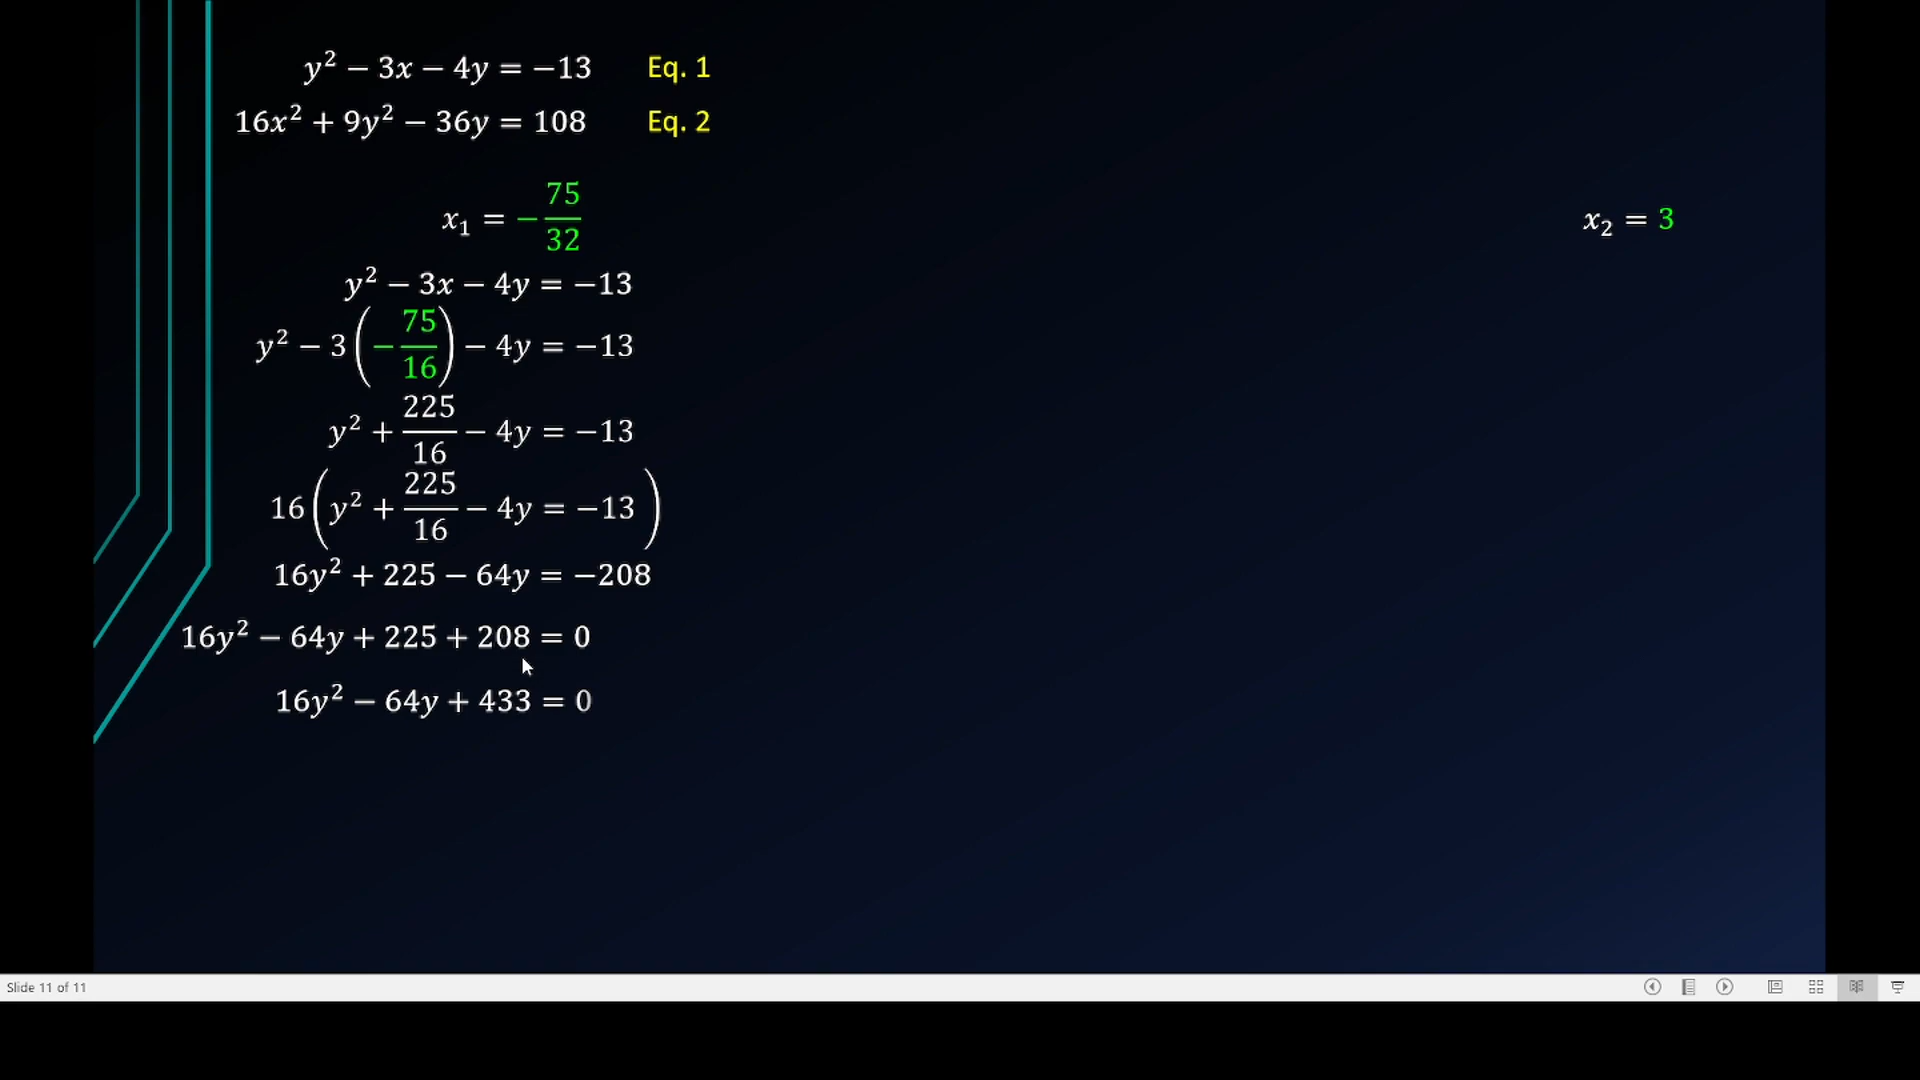 y² − 3x − 4y = −13 Eq. 1
16x² + 9y² − 36y = 108 Eq. 2
x₁ = −75/32 x₂ = 3
y² − 3x − 4y = −13
y² − 3(−75/16) − 4y = −13
y² + 225/16 − 4y = −13
16(y² + 225/16 − 4y = −13)
16y² + 225 − 64y = −208
16y² − 64y + 225 + 208 = 0
16y² − 64y + 433 = 0
Slide 11 of 11